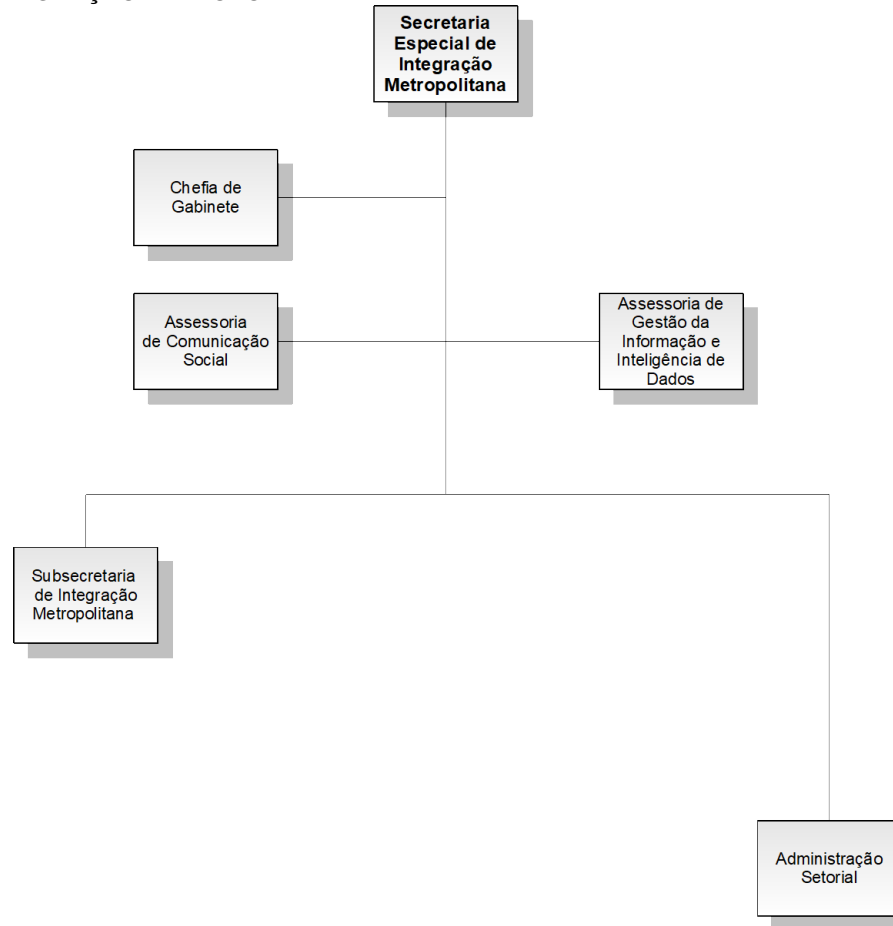 Secretaria
Especial de
Integração
Metropolitana
Chefia de
Gabinete
Assessoria
de Comunicação
Social
Assessoria de
Gestão da
Informação e
Inteligência de
Dados
Subsecretaria
de Integração
Metropolitana
Administração
Setorial